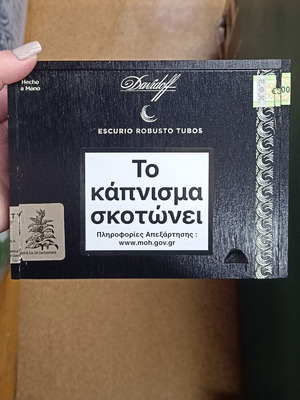 Hecho
a Mano
Davidoff
ESCURIO ROBUSTO TUBOS
Το
κάπνισμα
σκοτώνει
Πληροφορίες Απεξάρτησης :
www.moh.gov.gr